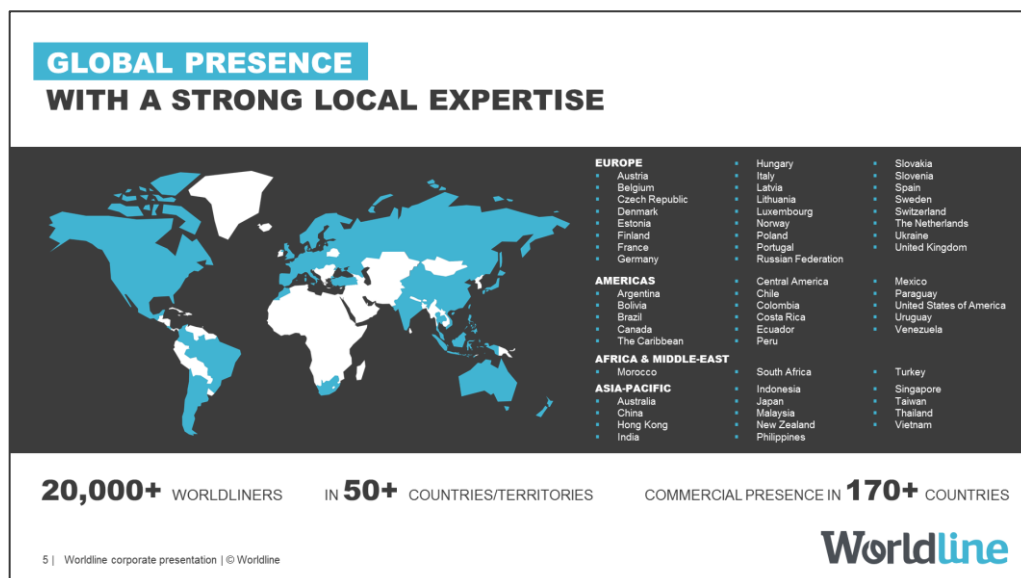 GLOBAL PRESENCE
WITH A STRONG LOCAL EXPERTISE
EUROPE
Austria
Belgium
Czech Republic
Denmark
Estonia
Finland
France
Germany
Hungary
Italy
Latvia
Lithuania
Luxembourg
Norway
Poland
Portugal
Russian Federation
Slovakia
Slovenia
Spain
Sweden
Switzerland
The Netherlands
Ukraine
United Kingdom
AMERICAS
Argentina
Bolivia
Brazil
Canada
The Caribbean
Central America
Chile
Colombia
Costa Rica
Ecuador
Peru
Mexico
Paraguay
United States of America
Uruguay
Venezuela
AFRICA & MIDDLE-EAST
Morocco
South Africa
Turkey
ASIA-PACIFIC
Australia
China
Hong Kong
India
Indonesia
Japan
Malaysia
New Zealand
Philippines
Singapore
Taiwan
Thailand
Vietnam
20,000+ WORLDLINERS
IN 50+ COUNTRIES/TERRITORIES
COMMERCIAL PRESENCE IN 170+ COUNTRIES
5 | Worldline corporate presentation | © Worldline
Worldline